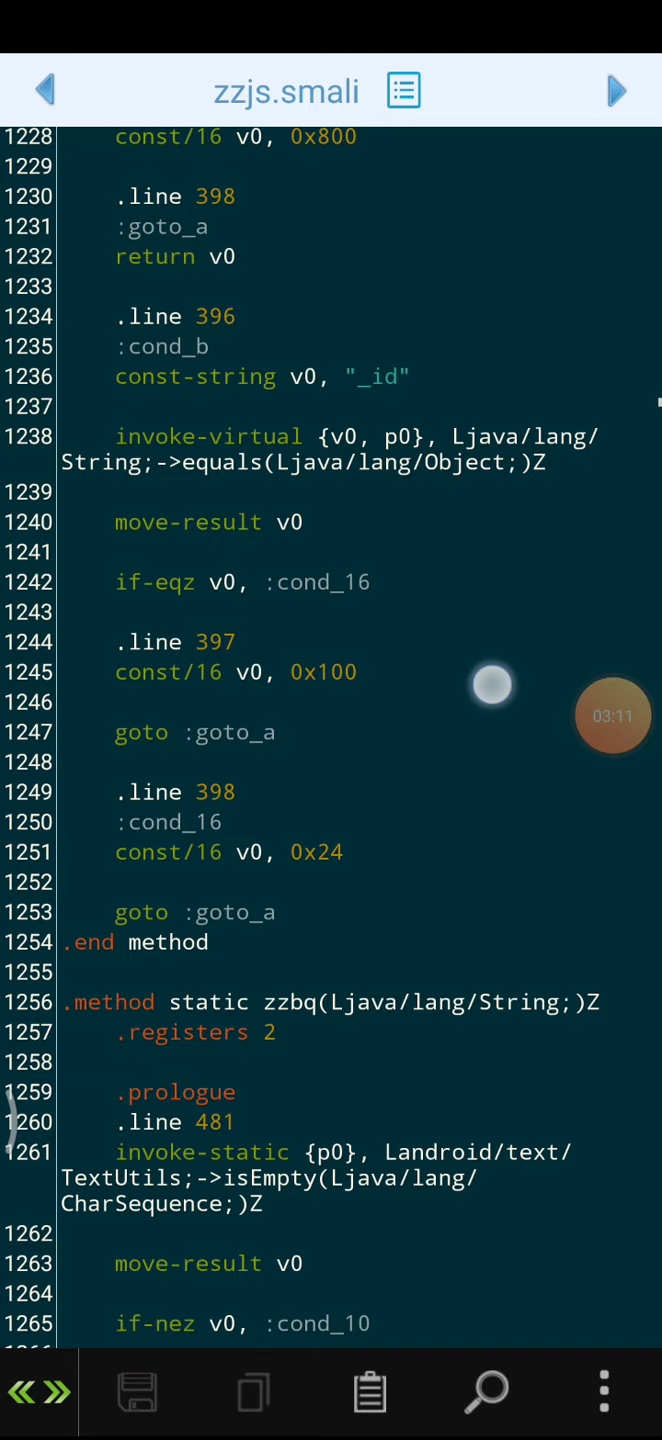 zzjs.smali
1228 const/16 v0, 0x800
1229
1230 .line 398
1231 :goto_a
1232 return v0
1233
1234 .line 396
1235 :cond_b
1236 const-string v0, "_id"
1237
1238 invoke-virtual {v0, p0}, Ljava/lang/
String;->equals(Ljava/lang/Object;)Z
1239
1240 move-result v0
1241
1242 if-eqz v0, :cond_16
1243
1244 .line 397
1245 const/16 v0, 0x100
1246
1247 goto :goto_a
1248
1249 .line 398
1250 :cond_16
1251 const/16 v0, 0x24
1252
1253 goto :goto_a
1254 .end method
1255
1256 .method static zzbq(Ljava/lang/String;)Z
1257 .registers 2
1258
1259 .prologue
1260 .line 481
1261 invoke-static {p0}, Landroid/text/
TextUtils;->isEmpty(Ljava/lang/
CharSequence;)Z
1262
1263 move-result v0
1264
1265 if-nez v0, :cond_10
03:11